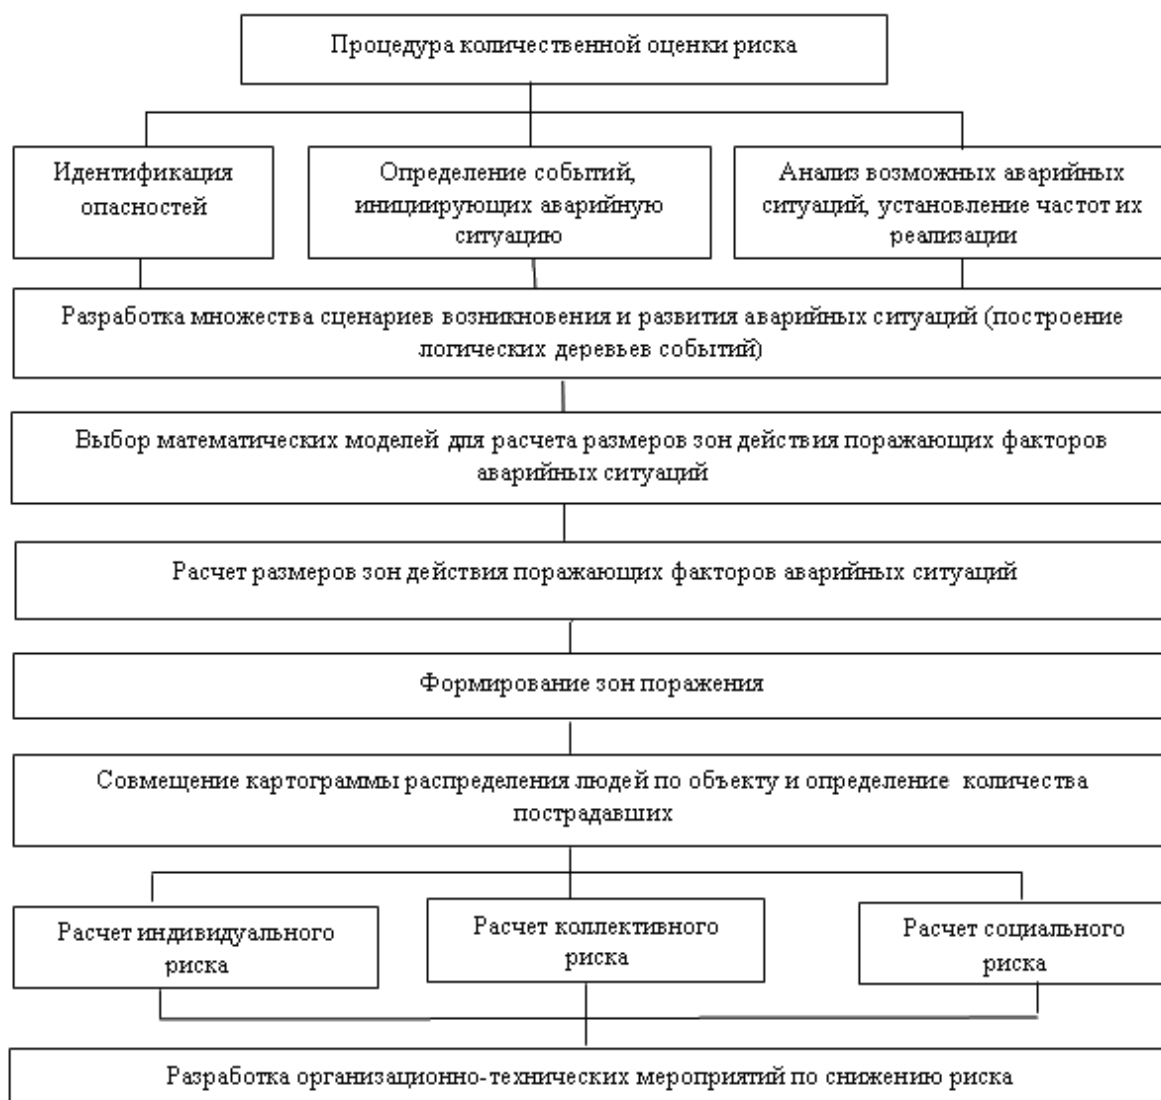 Процедура количественной оценки риска
Идентификация
опасностей
Определение событий,
инициирующих аварийную
ситуацию
Анализ возможных аварийных
ситуаций, установление частот их
реализации
Разработка множества сценариев возникновения и развития аварийных ситуаций (построение
логических деревьев событий)
Выбор математических моделей для расчета размеров зон действия поражающих факторов
аварийных ситуаций
Расчет размеров зон действия поражающих факторов аварийных ситуаций
Формирование зон поражения
Совмещение картограммы распределения людей по объекту и определение количества
пострадавших
Расчет индивидуального
риска
Расчет коллективного
риска
Расчет социального
риска
Разработка организационно-технических мероприятий по снижению риска